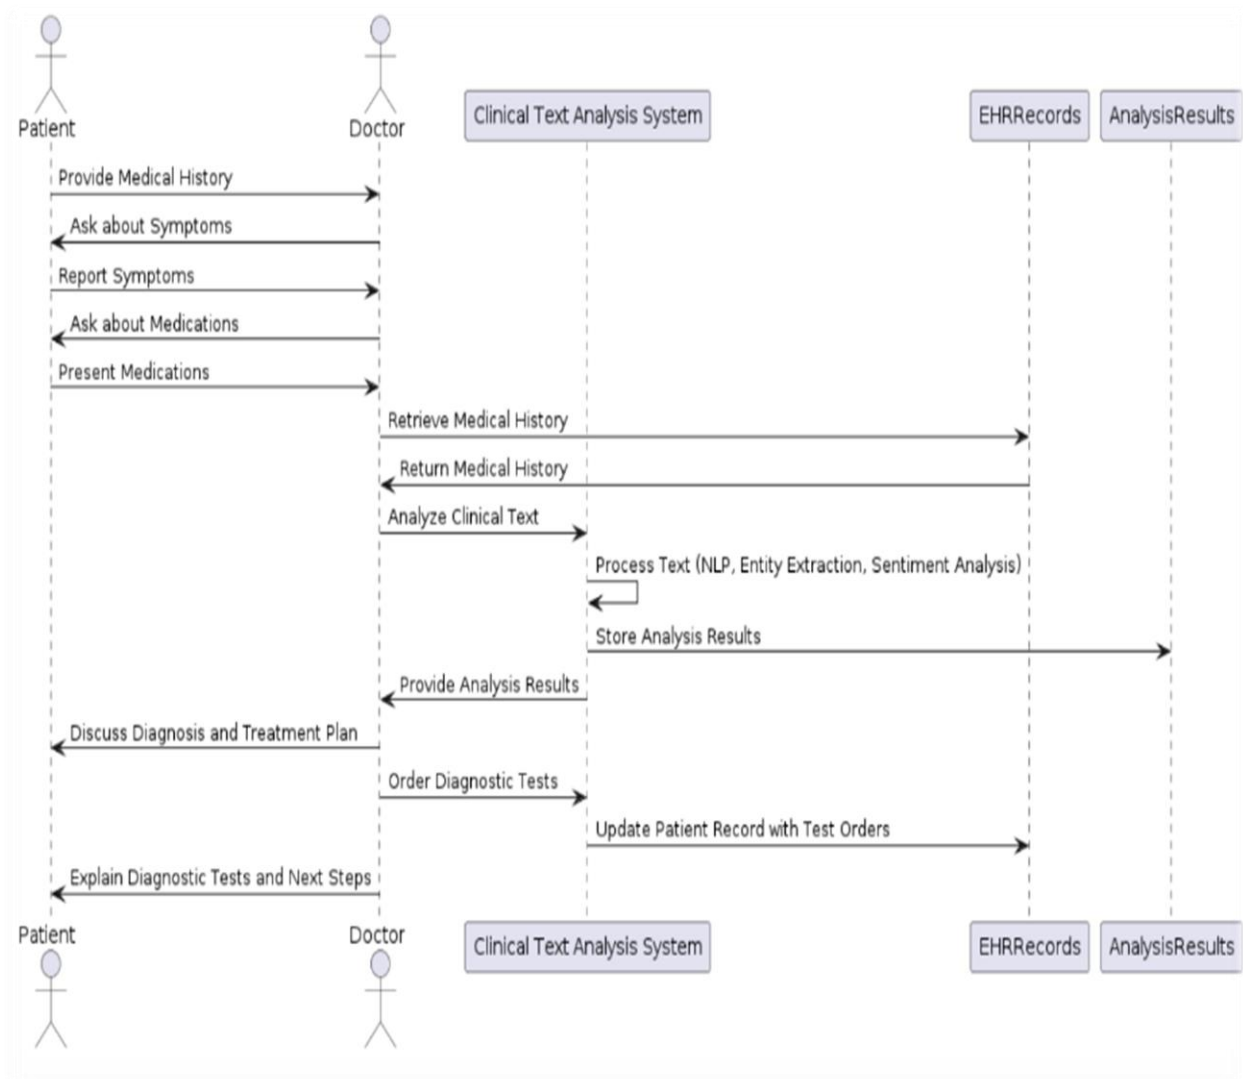 Patient
Doctor
Clinical Text Analysis System
EHRRecords
AnalysisResults
Provide Medical History
Ask about Symptoms
Report Symptoms
Ask about Medications
Present Medications
Retrieve Medical History
Return Medical History
Analyze Clinical Text
Process Text (NLP, Entity Extraction, Sentiment Analysis)
Store Analysis Results
Provide Analysis Results
Discuss Diagnosis and Treatment Plan
Order Diagnostic Tests
Update Patient Record with Test Orders
Explain Diagnostic Tests and Next Steps
Patient
Doctor
Clinical Text Analysis System
EHRRecords
AnalysisResults